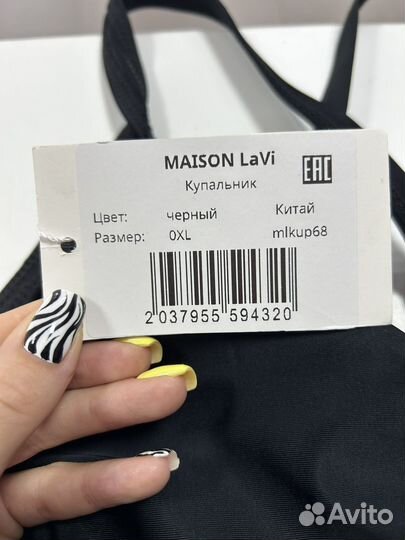 MAISON LaVi
EAC
Купальник
Цвет: черный Китай
Размер: 0XL mlkup68
2 037955 594320
Avito